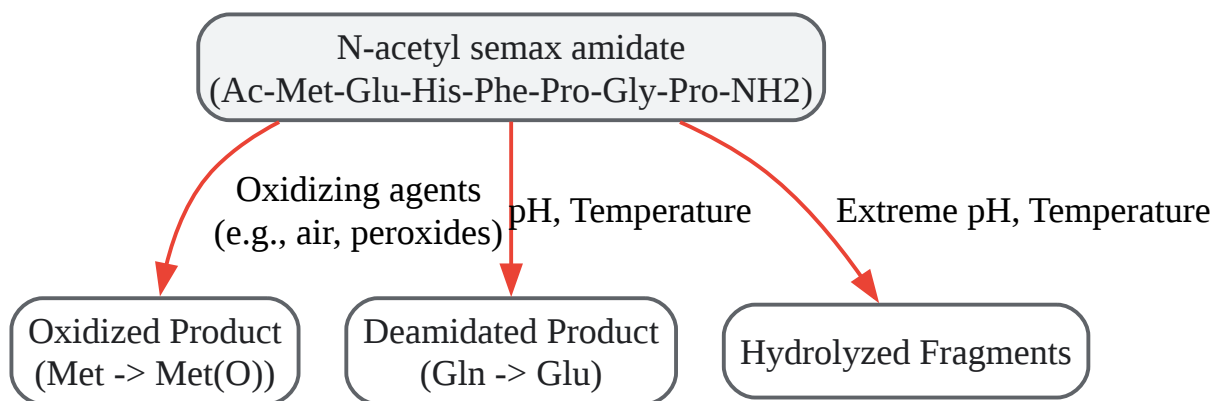 N-acetyl semax amidate
(Ac-Met-Glu-His-Phe-Pro-Gly-Pro-NH2)
Oxidizing agents
(e.g., air, peroxides)
pH, Temperature
Extreme pH, Temperature
Oxidized Product
(Met -> Met(O))
Deamidated Product
(Gln -> Glu)
Hydrolyzed Fragments